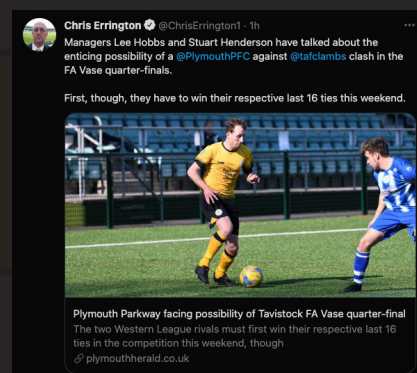 Chris Errington @ChrisErrington1 · 1h
Managers Lee Hobbs and Stuart Henderson have talked about the
enticing possibility of a @PlymouthPFC against @tafclambs clash in the
FA Vase quarter-finals.
First, though, they have to win their respective last 16 ties this weekend.
Plymouth Parkway facing possibility of Tavistock FA Vase quarter-final
The two Western League rivals must first win their respective last 16
ties in the competition this weekend, though
plymouthherald.co.uk